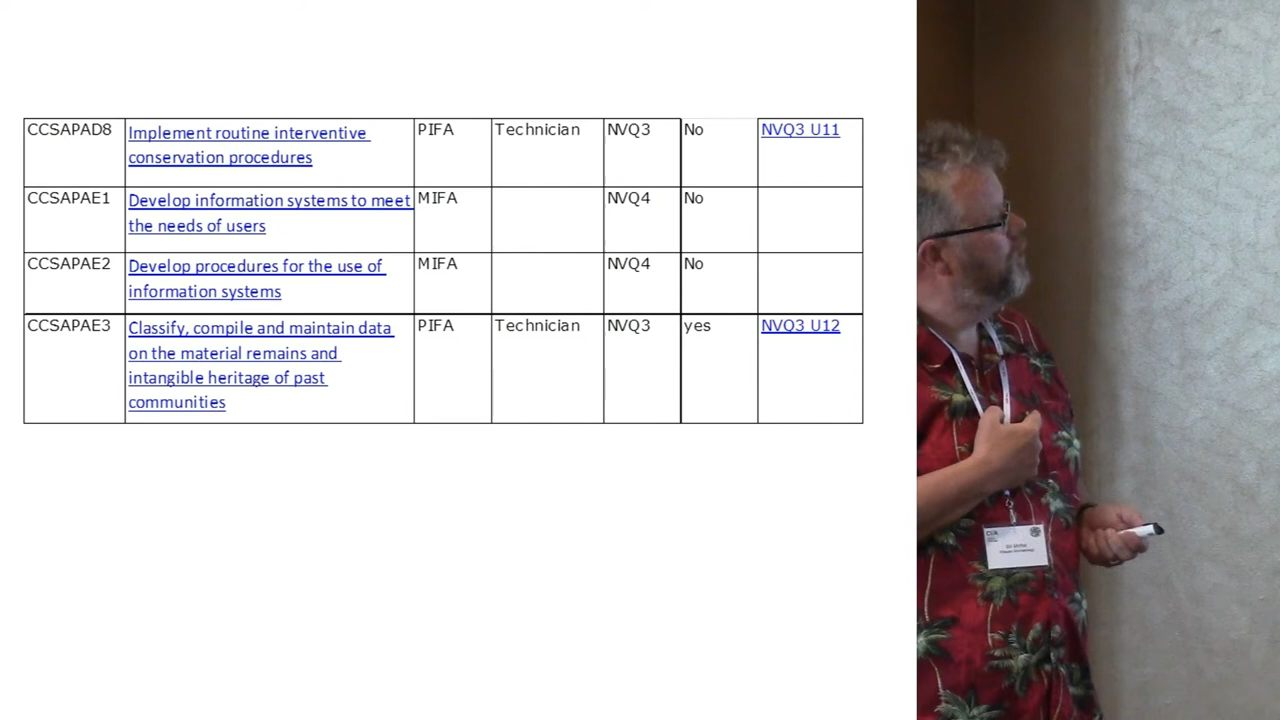 CCSAPAD8 Implement routine interventive PIFA Technician NVQ3 No NVQ3 U11
conservation procedures
CCSAPAE1 Develop information systems to meet MIFA NVQ4 No
the needs of users
CCSAPAE2 Develop procedures for the use of MIFA NVQ4 No
information systems
CCSAPAE3 Classify, compile and maintain data PIFA Technician NVQ3 yes NVQ3 U12
on the material remains and
intangible heritage of past
communities